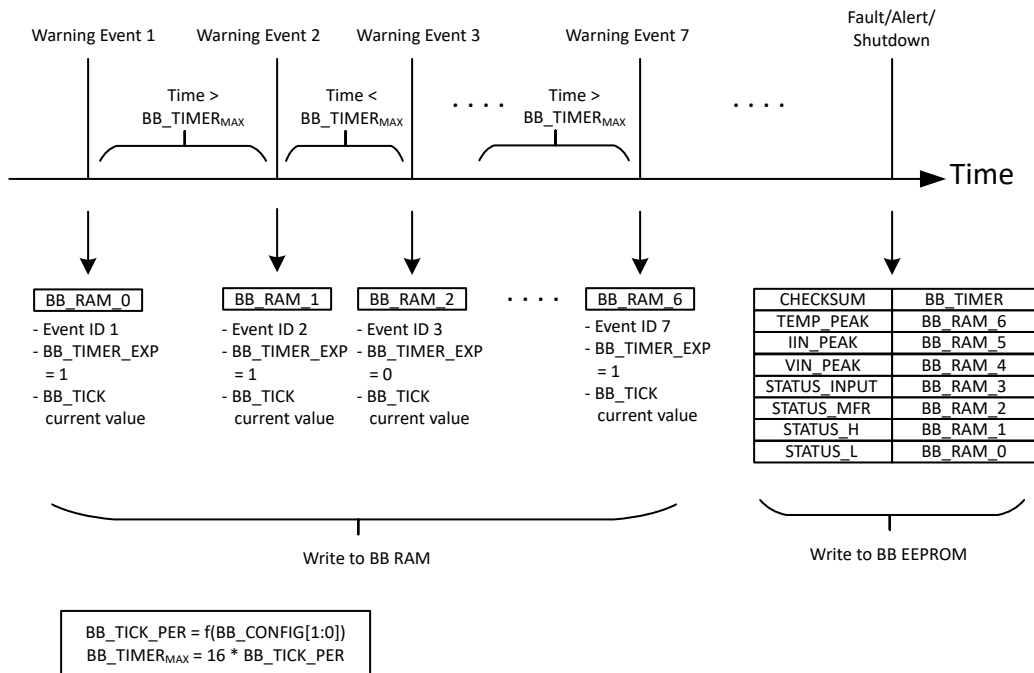 Fault/Alert/
Shutdown
Warning Event 1
Warning Event 2
Warning Event 3
Warning Event 7
Time >
BB_TIMERMAX
Time <
BB_TIMERMAX
. . . .
Time >
BB_TIMERMAX
. . . .
Time
BB_RAM_0
- Event ID 1
- BB_TIMER_EXP
= 1
- BB_TICK
current value
BB_RAM_1
- Event ID 2
- BB_TIMER_EXP
= 1
- BB_TICK
current value
BB_RAM_2
- Event ID 3
- BB_TIMER_EXP
= 0
- BB_TICK
current value
. . . .
BB_RAM_6
- Event ID 7
- BB_TIMER_EXP
= 1
- BB_TICK
current value
CHECKSUM BB_TIMER
TEMP_PEAK BB_RAM_6
IIN_PEAK BB_RAM_5
VIN_PEAK BB_RAM_4
STATUS_INPUT BB_RAM_3
STATUS_MFR BB_RAM_2
STATUS_H BB_RAM_1
STATUS_L BB_RAM_0
Write to BB RAM
Write to BB EEPROM
BB_TICK_PER = f(BB_CONFIG[1:0])
BB_TIMERMAX = 16 * BB_TICK_PER